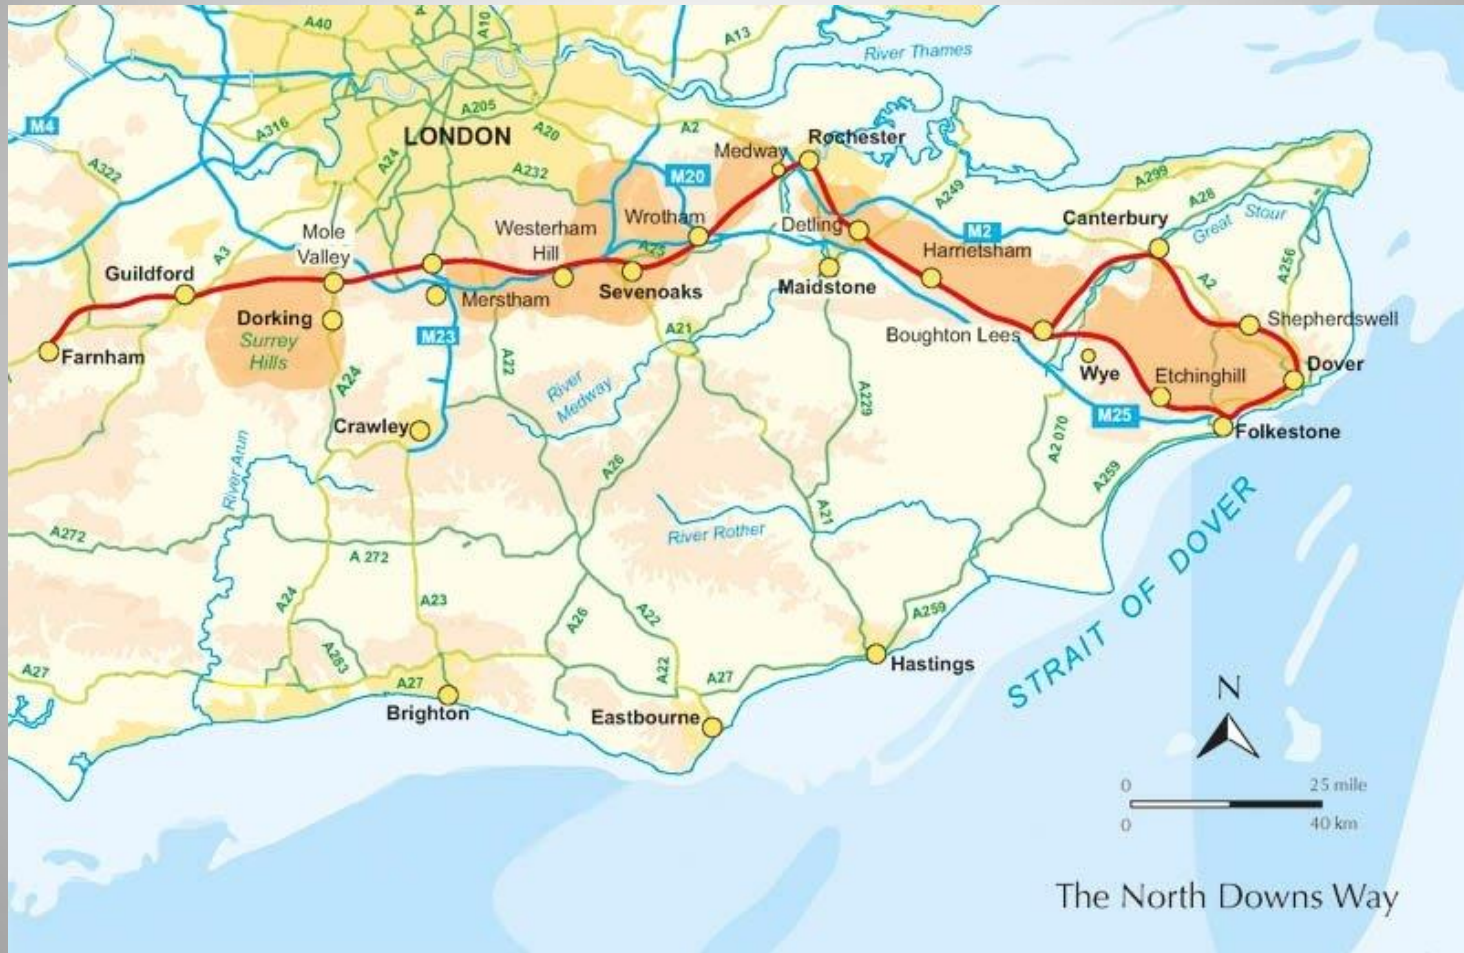 A40
A10
A13
River Thames
M4
A316
A205
A20
A2
LONDON
A24
A322
A232
M20
Medway
Rochester
A249
A299
A28
Great Stour
Canterbury
M2
A256
A2
Mole
Valley
Westerham
Hill
Wrotham
A25
Detling
Harrietsham
A3
Guildford
Merstham
Sevenoaks
Maidstone
Dorking
Surrey
Hills
M23
A21
Boughton Lees
Shepherdswell
Farnham
A24
A22
River
Medway
A229
Wye
Etchinghill
Dover
M25
Crawley
A2 070
Folkestone
River Arun
A26
A259
A21
STRAIT OF DOVER
A272
A 272
River Rother
A24
A23
A26
A22
A259
A283
A27
A27
A22
A27
Hastings
Brighton
Eastbourne
N
0 25 mile
0 40 km
The North Downs Way